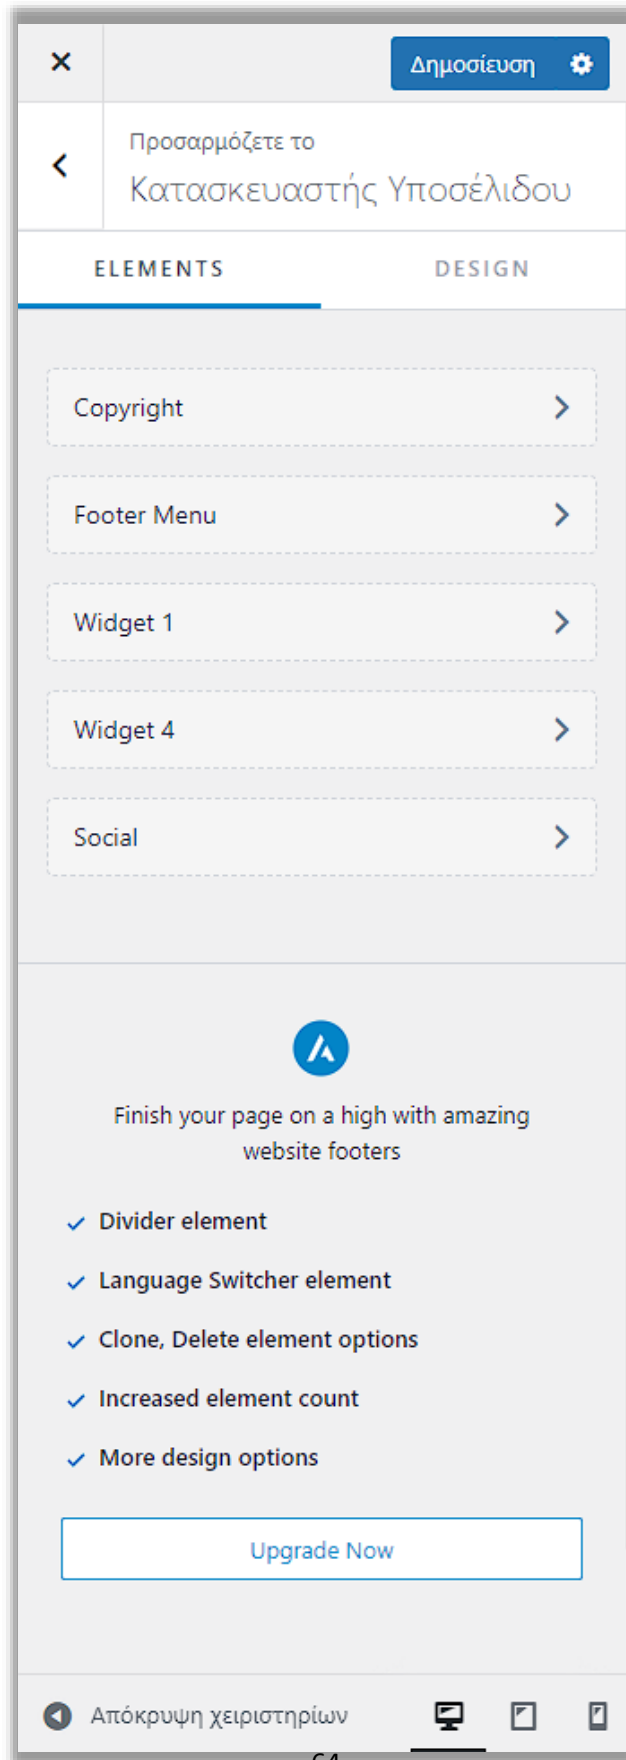 Δημοσίευση
Προσαρμόζετε το
Κατασκευαστής Υποσέλιδου
ELEMENTS DESIGN
Copyright
Footer Menu
Widget 1
Widget 4
Social
Finish your page on a high with amazing
website footers
Divider element
Language Switcher element
Clone, Delete element options
Increased element count
More design options
Upgrade Now
Απόκρυψη χειριστηρίων
64